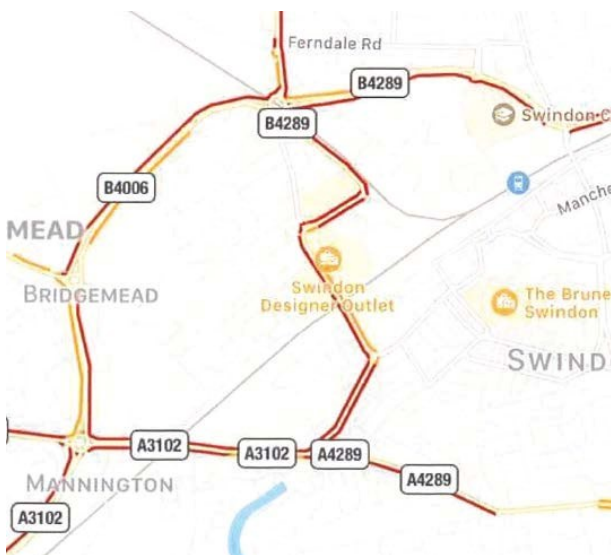 Ferndale Rd
B4289
B4289
Swindon C
B4006
Manche
MEAD
BRIDGEMEAD
Swindon
Designer Outlet
The Brune
Swindon
SWIND
A3102
A3102
A4289
A4289
MANNINGTON
A3102